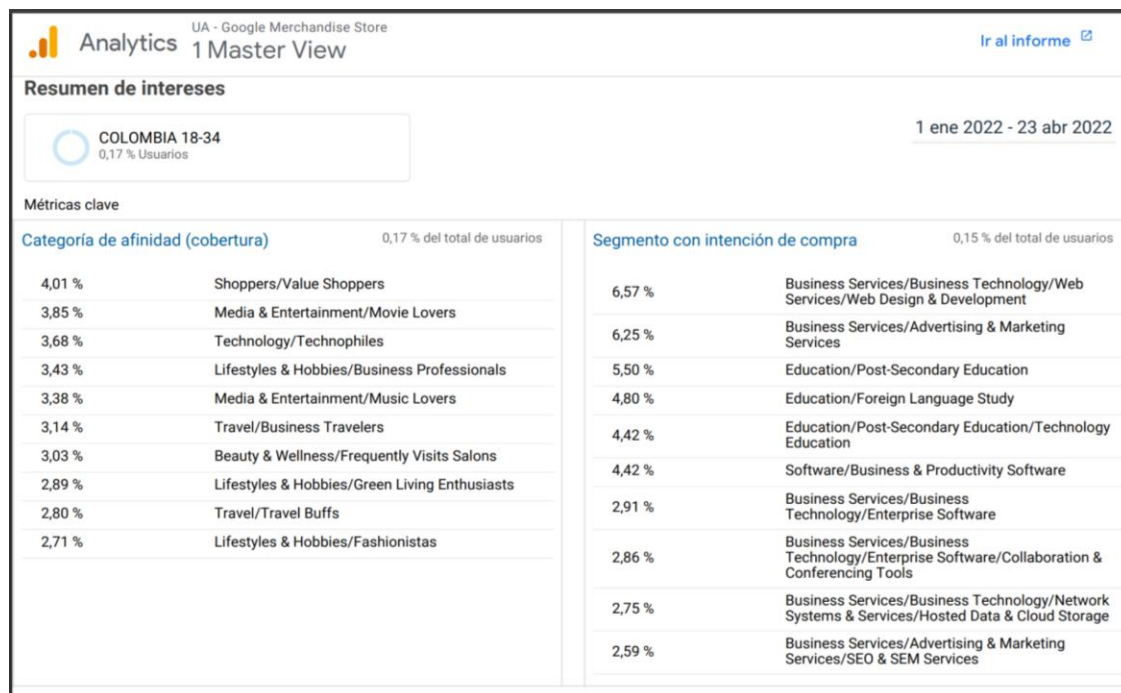 Analytics
UA - Google Merchandise Store
1 Master View
Ir al informe
Resumen de intereses
COLOMBIA 18-34
0,17 % Usuarios
1 ene 2022 - 23 abr 2022
Métricas clave
Categoría de afinidad (cobertura)
0,17 % del total de usuarios
4,01 % Shoppers/Value Shoppers
3,85 % Media & Entertainment/Movie Lovers
3,68 % Technology/Technophiles
3,43 % Lifestyles & Hobbies/Business Professionals
3,38 % Media & Entertainment/Music Lovers
3,14 % Travel/Business Travelers
3,03 % Beauty & Wellness/Frequently Visits Salons
2,89 % Lifestyles & Hobbies/Green Living Enthusiasts
2,80 % Travel/Travel Buffs
2,71 % Lifestyles & Hobbies/Fashionistas
Segmento con intención de compra
0,15 % del total de usuarios
6,57 % Business Services/Business Technology/Web
Services/Web Design & Development
6,25 % Business Services/Advertising & Marketing
Services
5,50 % Education/Post-Secondary Education
4,80 % Education/Foreign Language Study
4,42 % Education/Post-Secondary Education/Technology
Education
4,42 % Software/Business & Productivity Software
2,91 % Business Services/Business
Technology/Enterprise Software
2,86 % Business Services/Business
Technology/Enterprise Software/Collaboration &
Conferencing Tools
2,75 % Business Services/Business Technology/Network
Systems & Services/Hosted Data & Cloud Storage
2,59 % Business Services/Advertising & Marketing
Services/SEO & SEM Services